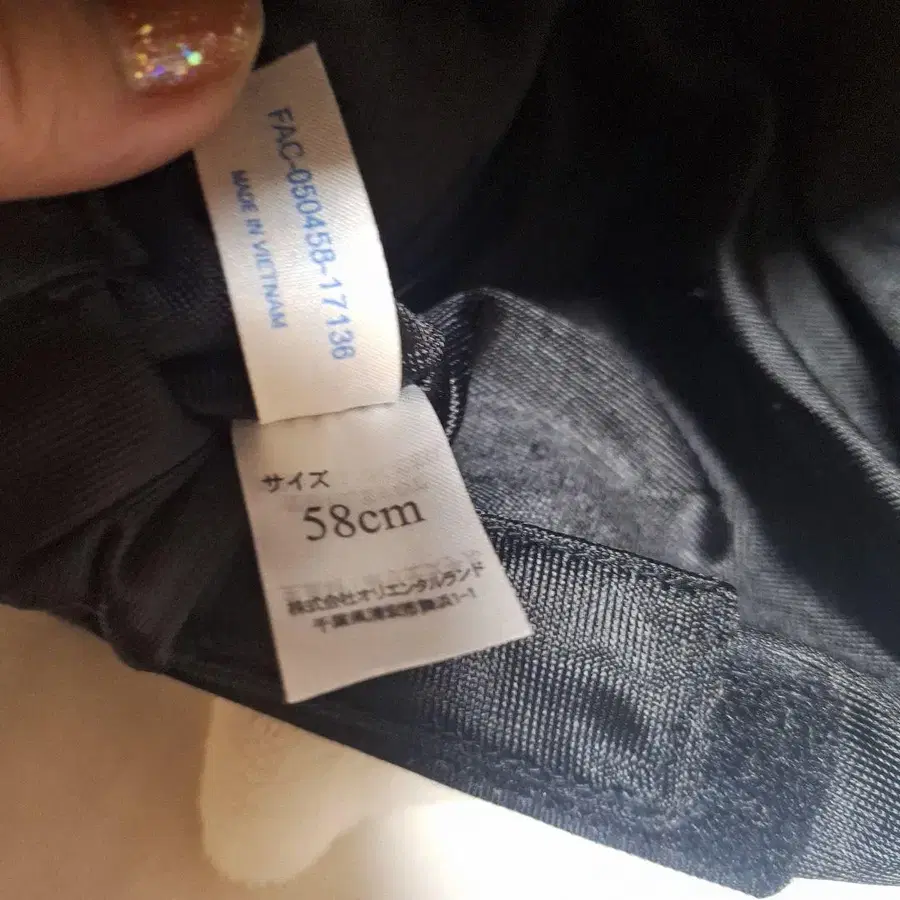 FAC-050458-17136
MADE IN VIETNAM
サイズ
58cm
株式会社オリエンタルランド
千葉県浦安市舞浜1-1